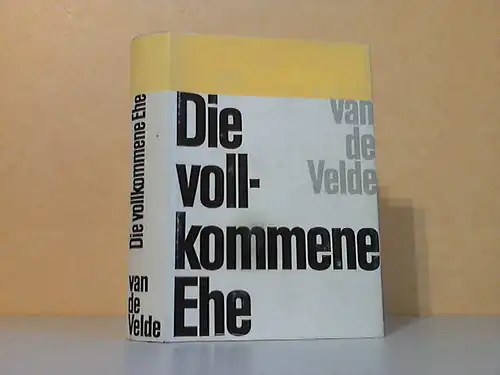 Die vollkommene Ehe
van
de
Velde
van
de
Velde
Die
voll-
kommene
Ehe